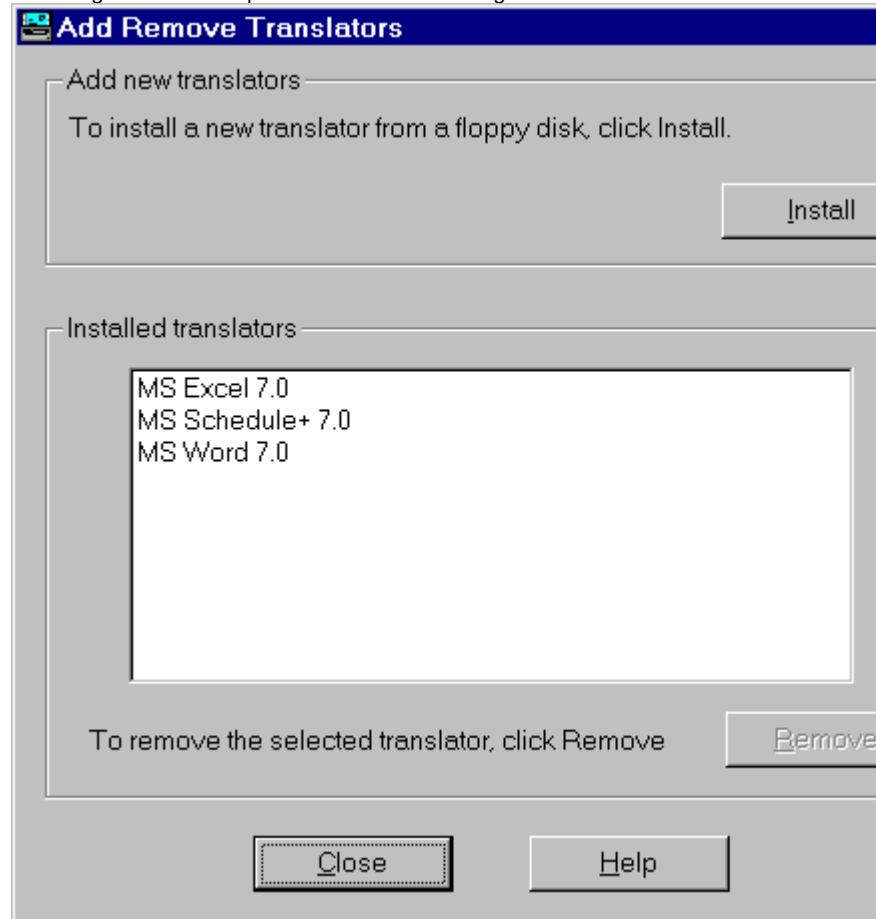 Add Remove Translators
Add new translators
To install a new translator from a floppy disk, click Install.
Install
Installed translators
MS Excel 7.0
MS Schedule+ 7.0
MS Word 7.0
To remove the selected translator, click Remove
Remove
Close
Help